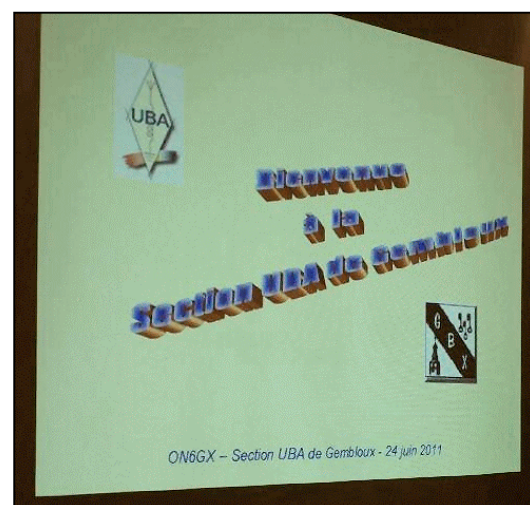 UBA
Bienvenue
à la
Section UBA de Gembloux
G
B
X
ON6GX – Section UBA de Gembloux - 24 juin 2011